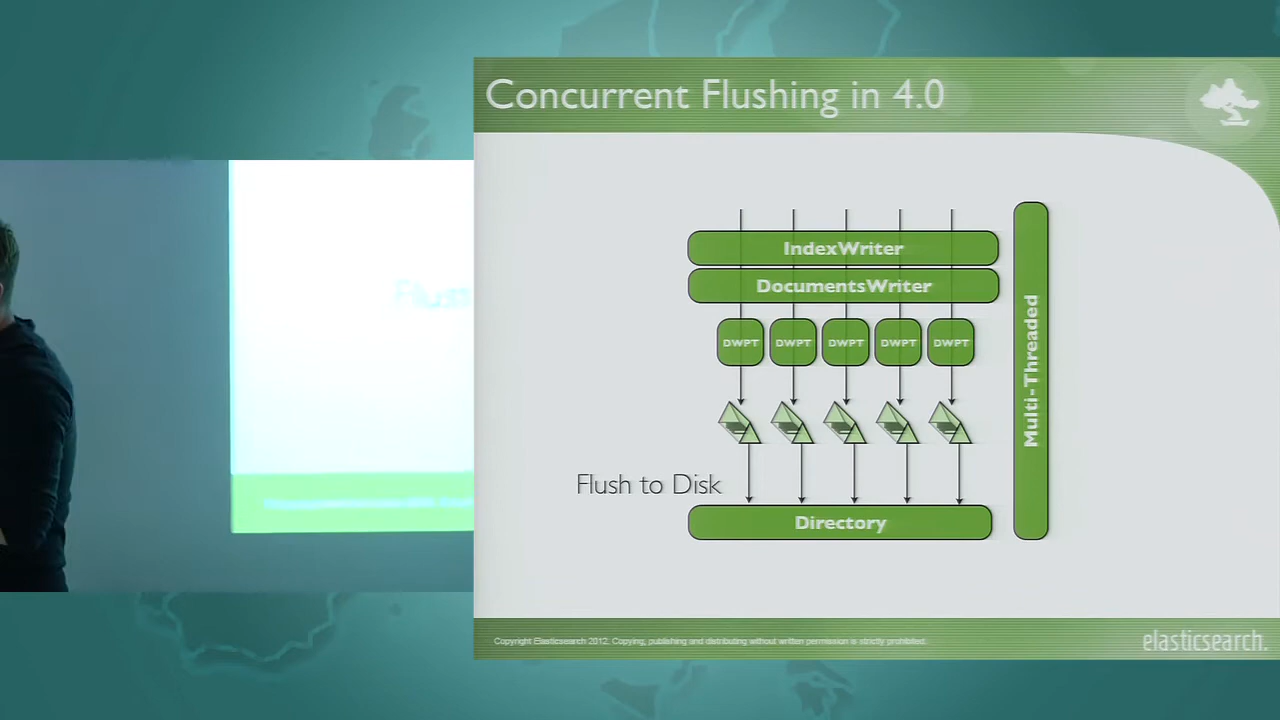 Concurrent Flushing in 4.0
IndexWriter
DocumentsWriter
DWPT DWPT DWPT DWPT DWPT
Multi-Threaded
Flush to Disk
Directory
Copyright Elasticsearch 2012. Copying, publishing and distributing without written permission is strictly prohibited.
elasticsearch.